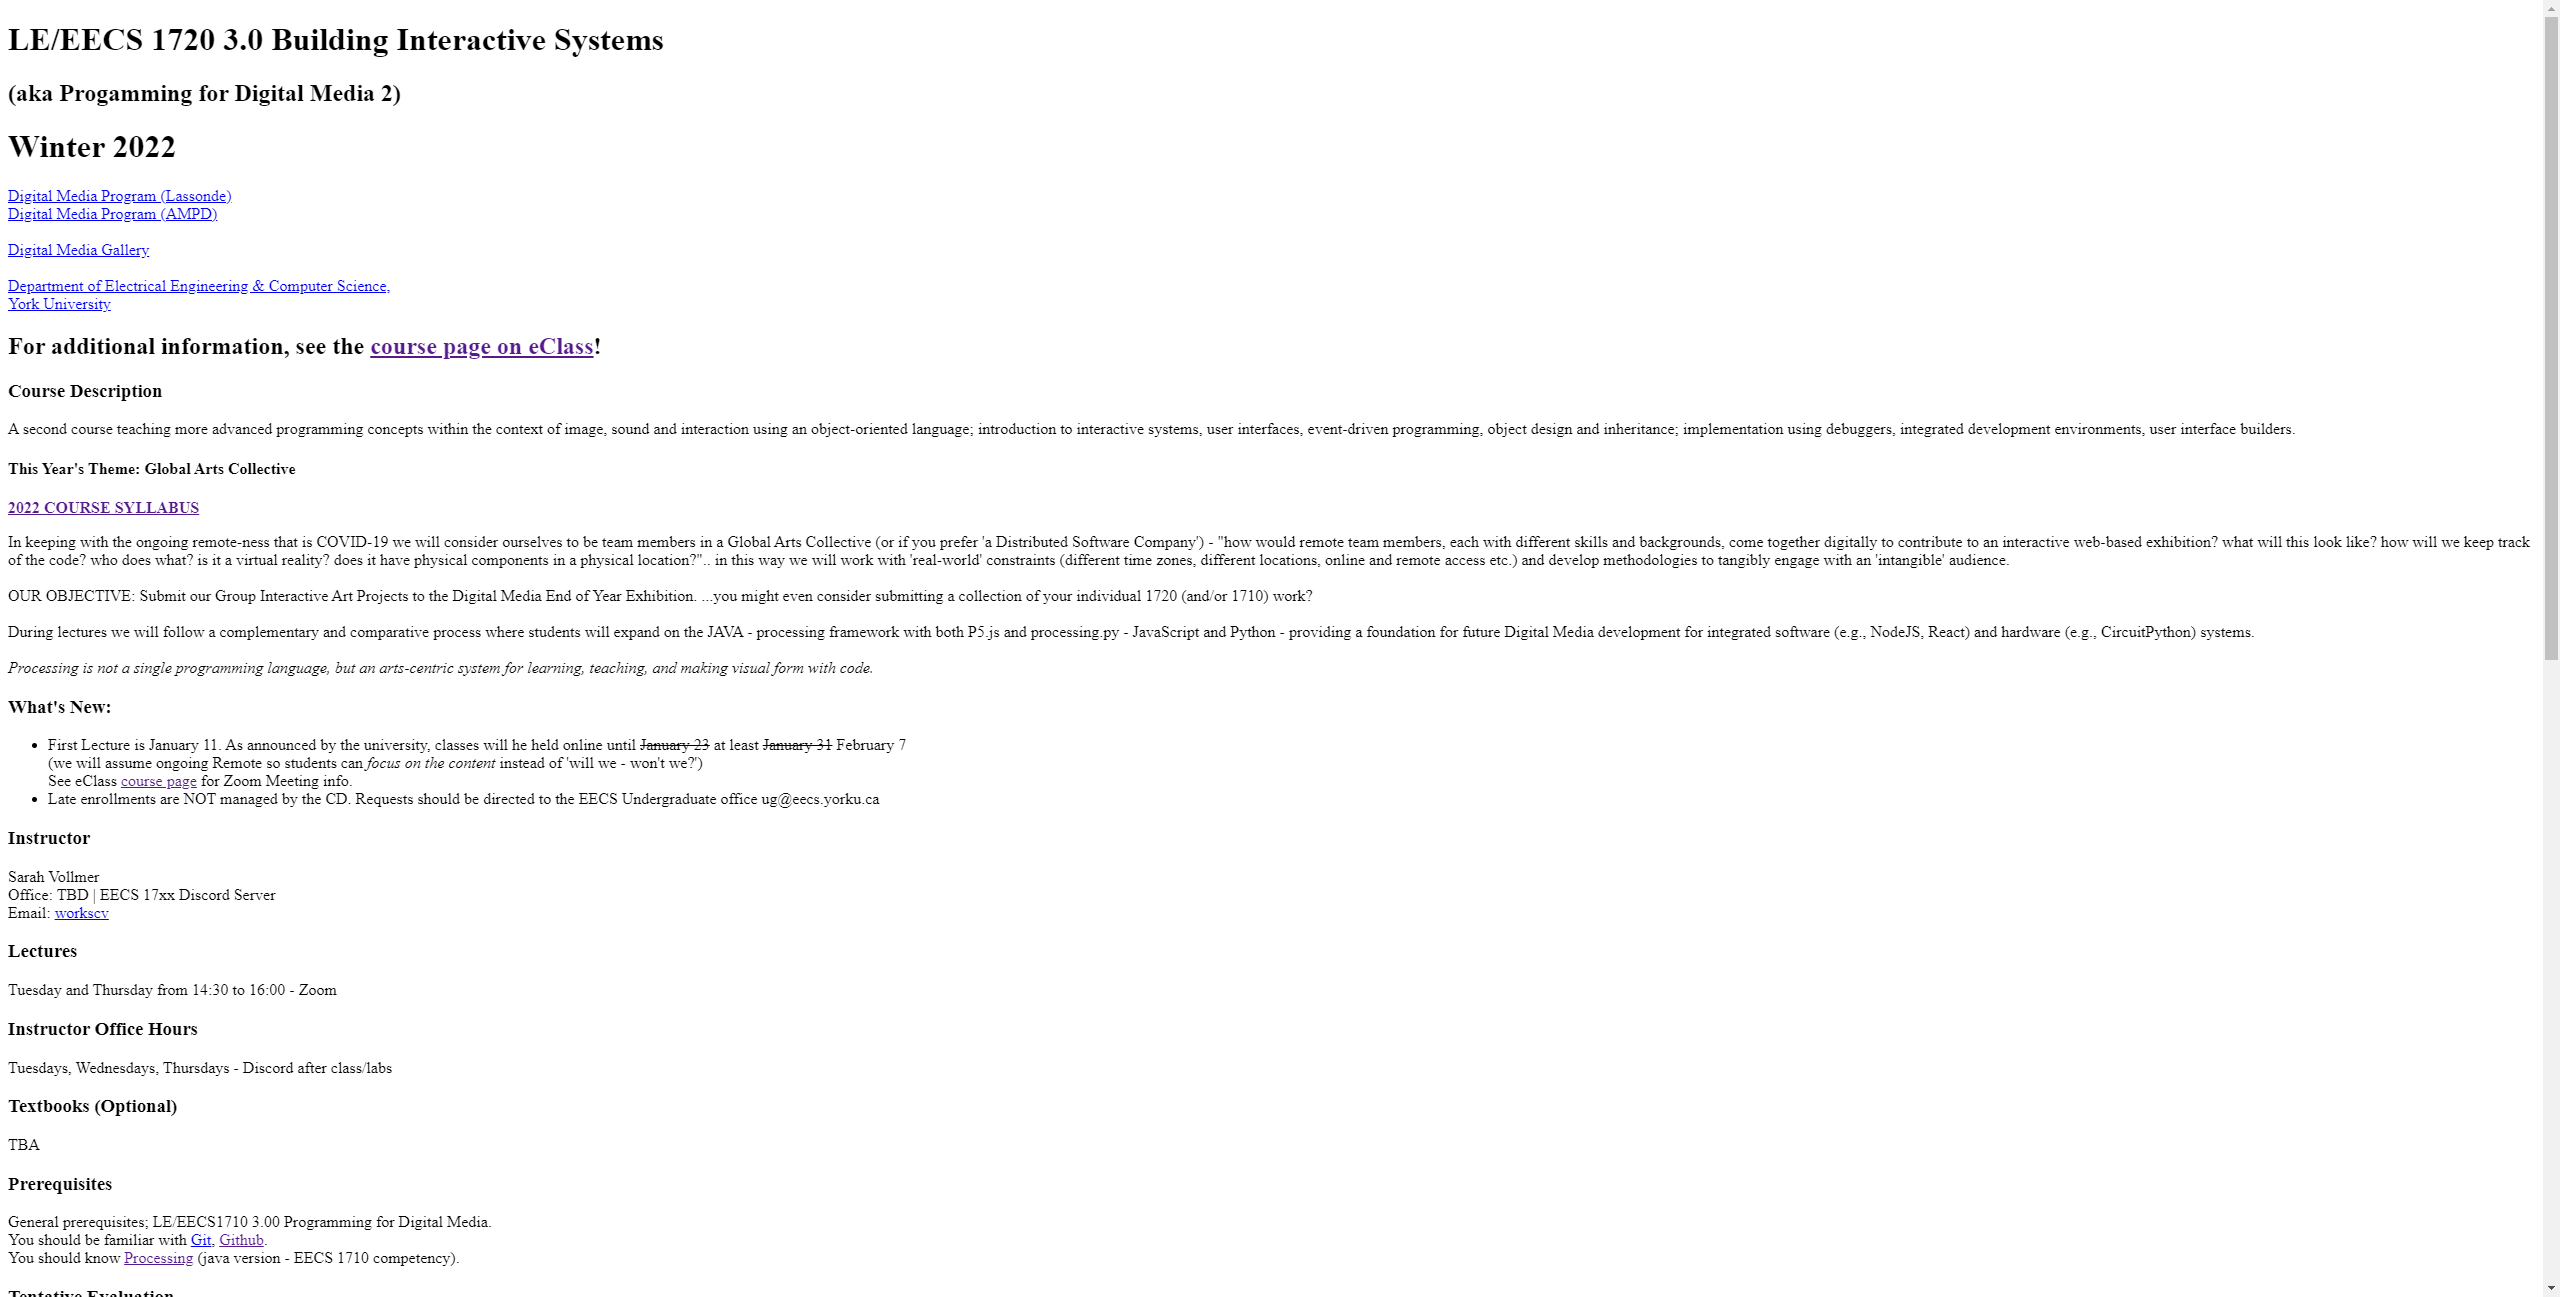 LE/EECS 1720 3.0 Building Interactive Systems
(aka Progamming for Digital Media 2)
Winter 2022
Digital Media Program (Lassonde)
Digital Media Program (AMPD)
Digital Media Gallery
Department of Electrical Engineering & Computer Science,
York University
For additional information, see the course page on eClass!
Course Description
A second course teaching more advanced programming concepts within the context of image, sound and interaction using an object-oriented language; introduction to interactive systems, user interfaces, event-driven programming, object design and inheritance; implementation using debuggers, integrated development environments, user interface builders.
This Year's Theme: Global Arts Collective
2022 COURSE SYLLABUS
In keeping with the ongoing remote-ness that is COVID-19 we will consider ourselves to be team members in a Global Arts Collective (or if you prefer 'a Distributed Software Company') - "how would remote team members, each with different skills and backgrounds, come together digitally to contribute to an interactive web-based exhibition? what will this look like? how will we keep track
of the code? who does what? is it a virtual reality? does it have physical components in a physical location?".. in this way we will work with 'real-world' constraints (different time zones, different locations, online and remote access etc.) and develop methodologies to tangibly engage with an 'intangible' audience.
OUR OBJECTIVE: Submit our Group Interactive Art Projects to the Digital Media End of Year Exhibition. ...you might even consider submitting a collection of your individual 1720 (and/or 1710) work?
During lectures we will follow a complementary and comparative process where students will expand on the JAVA - processing framework with both P5.js and processing.py - JavaScript and Python - providing a foundation for future Digital Media development for integrated software (e.g., NodeJS, React) and hardware (e.g., CircuitPython) systems.
Processing is not a single programming language, but an arts-centric system for learning, teaching, and making visual form with code.
What's New:
• First Lecture is January 11. As announced by the university, classes will he held online until January 23 at least January 31 February 7
(we will assume ongoing Remote so students can focus on the content instead of 'will we - won't we?')
See eClass course page for Zoom Meeting info.
• Late enrollments are NOT managed by the CD. Requests should be directed to the EECS Undergraduate office ug@eecs.yorku.ca
Instructor
Sarah Vollmer
Office: TBD | EECS 17xx Discord Server
Email: workscv
Lectures
Tuesday and Thursday from 14:30 to 16:00 - Zoom
Instructor Office Hours
Tuesdays, Wednesdays, Thursdays - Discord after class/labs
Textbooks (Optional)
TBA
Prerequisites
General prerequisites; LE/EECS1710 3.00 Programming for Digital Media.
You should be familiar with Git, Github.
You should know Processing (java version - EECS 1710 competency).
Tentative Evaluation